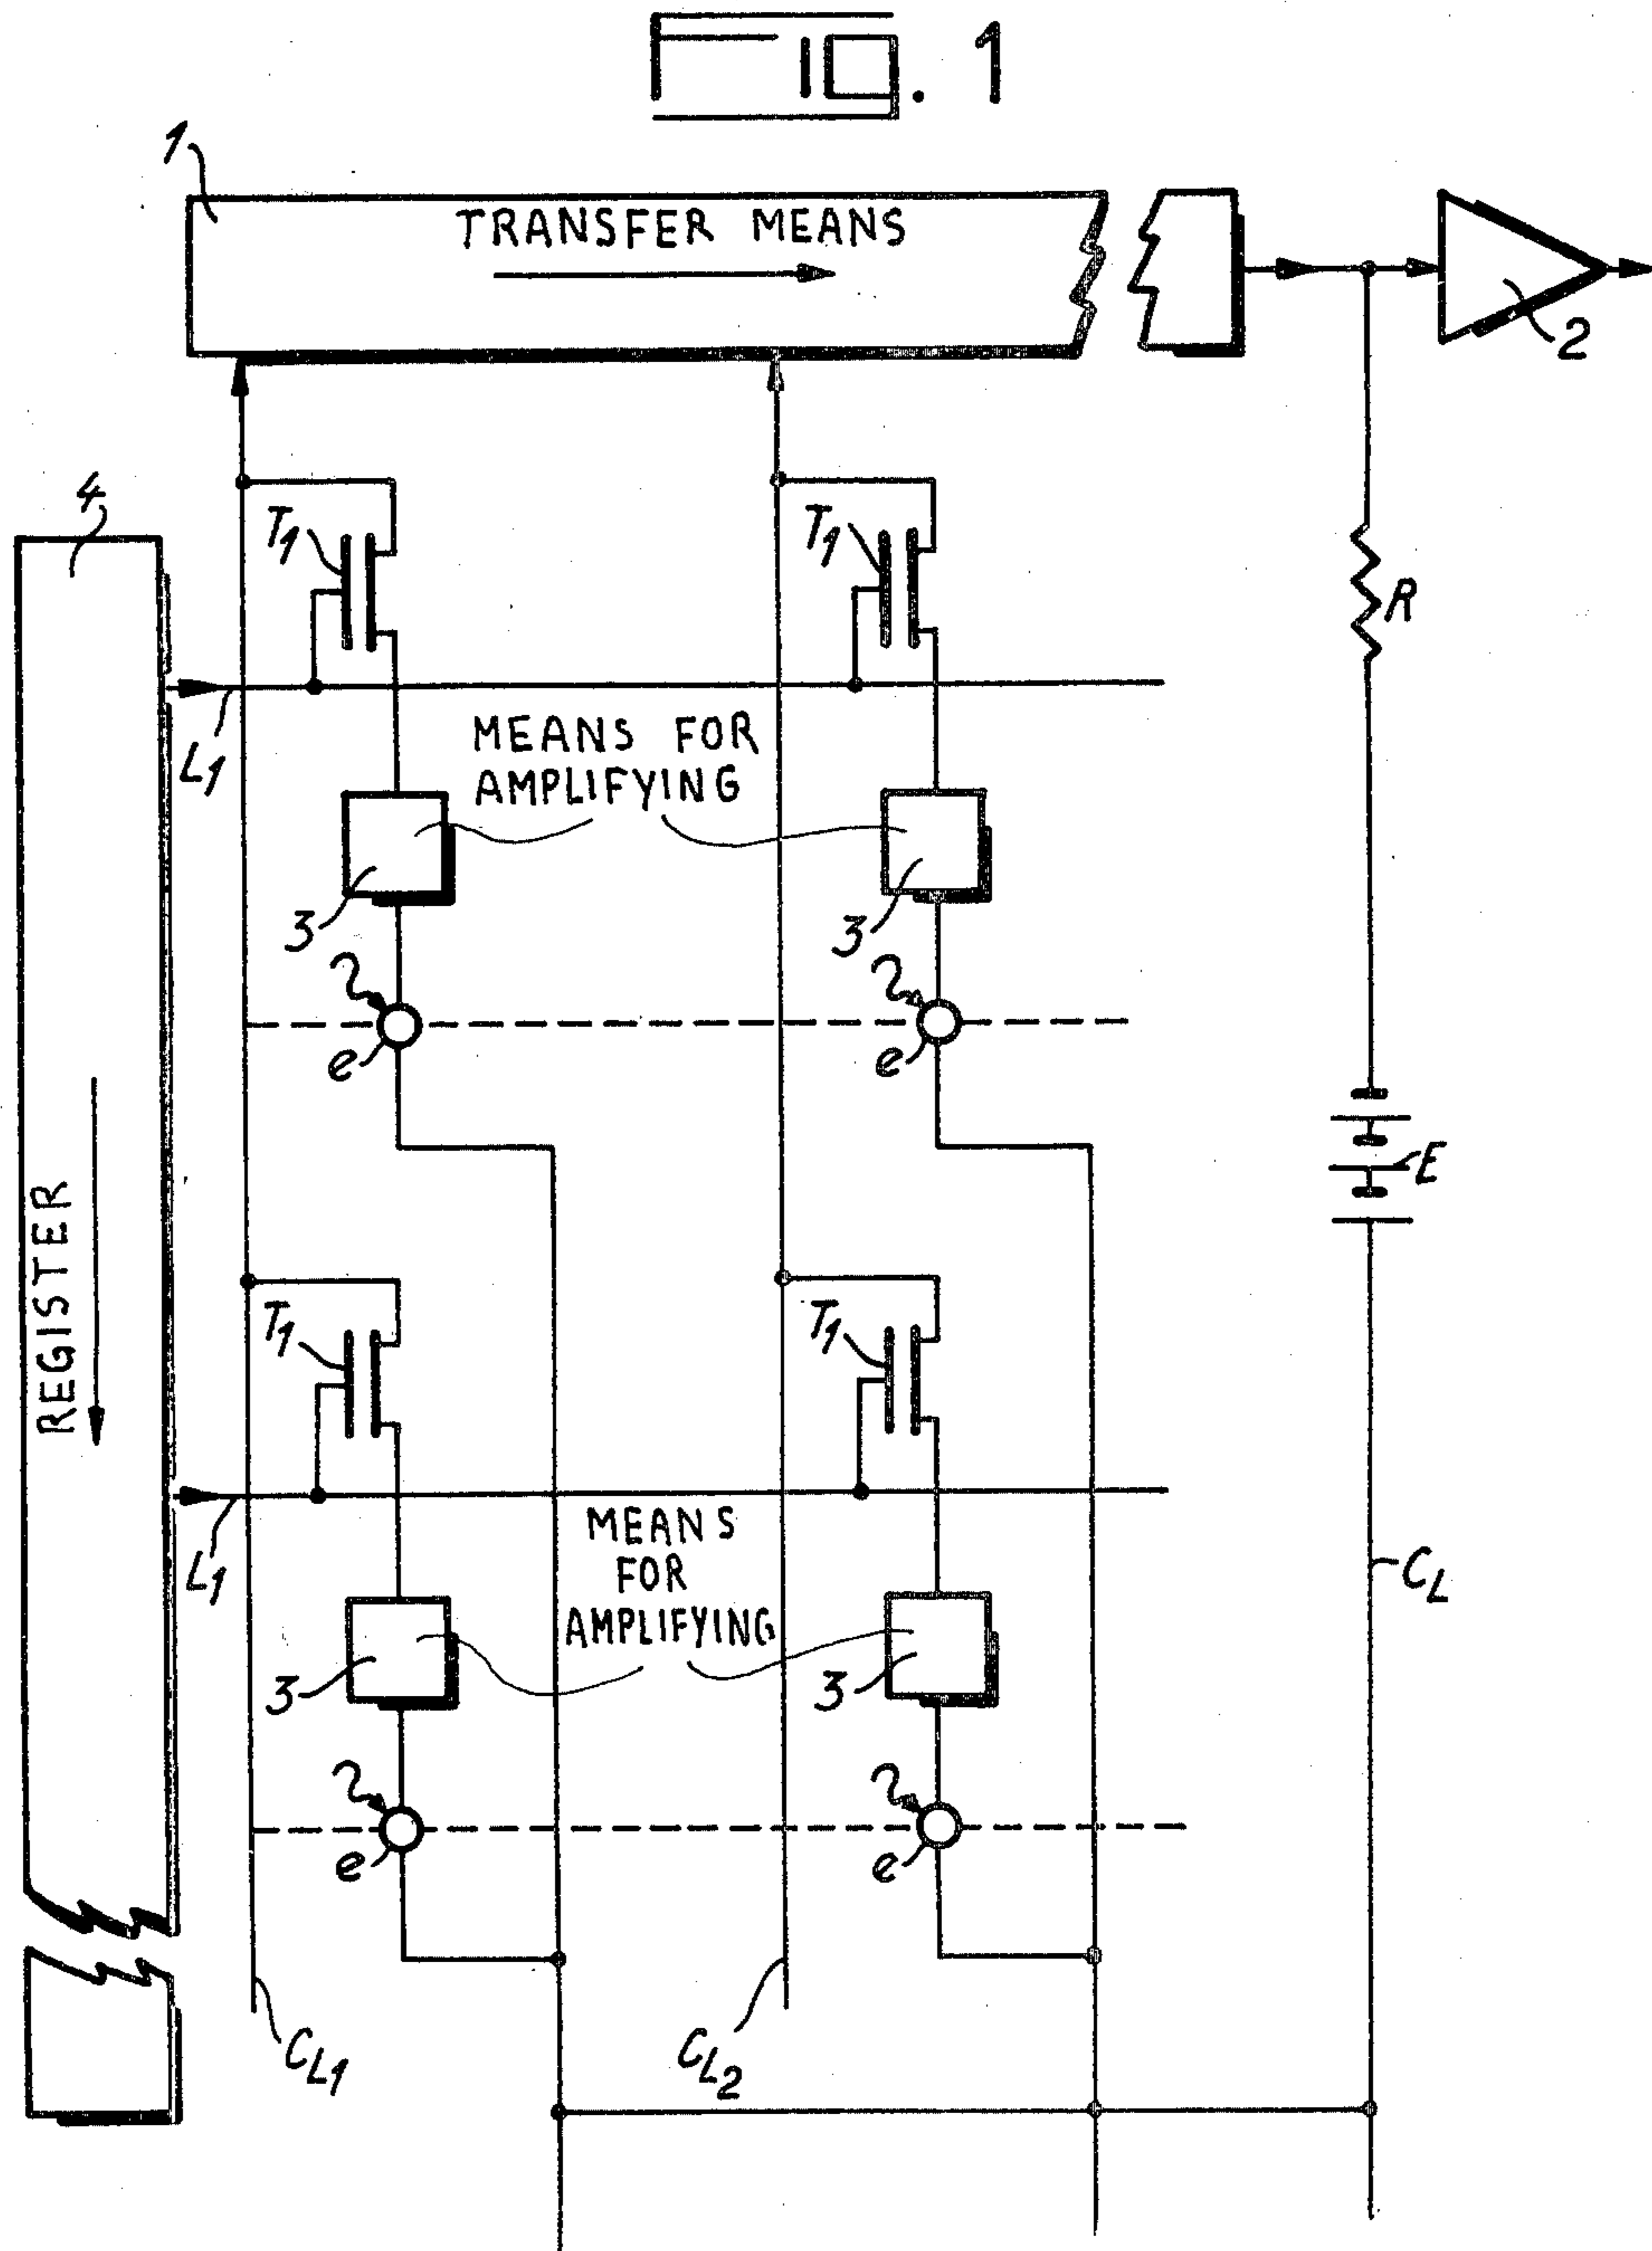 FIG. 1
1
TRANSFER MEANS
2
4
T1
T1
R
L1
MEANS FOR
AMPLIFYING
3
3
e
e
E
REGISTER
T1
T1
L1
MEANS
FOR
AMPLIFYING
CL
3
3
e
e
CL1
CL2